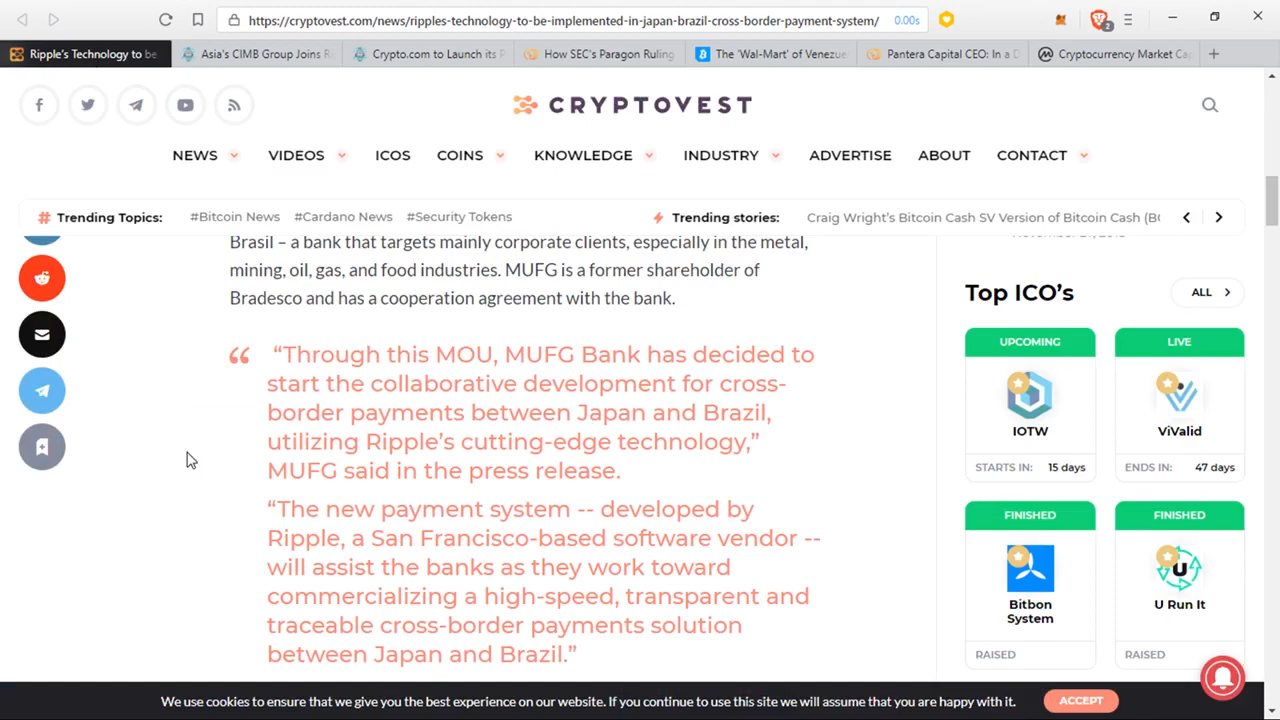 https://cryptovest.com/news/ripples-technology-to-be-implemented-in-japan-brazil-cross-border-payment-system/
0.00s
2
Ripple's Technology to be
Asia's CIMB Group Joins Ri
Crypto.com to Launch its P
How SEC's Paragon Ruling
The 'Wal-Mart' of Venezue
Pantera Capital CEO: In a D
Cryptocurrency Market Ca
CRYPTOVEST
NEWS
VIDEOS
ICOS
COINS
KNOWLEDGE
INDUSTRY
ADVERTISE
ABOUT
CONTACT
# Trending Topics:
#Bitcoin News
#Cardano News
#Security Tokens
Trending stories:
Craig Wright's Bitcoin Cash SV Version of Bitcoin Cash (BC
Brasil – a bank that targets mainly corporate clients, especially in the metal,
mining, oil, gas, and food industries. MUFG is a former shareholder of
Bradesco and has a cooperation agreement with the bank.
“Through this MOU, MUFG Bank has decided to
start the collaborative development for cross-
border payments between Japan and Brazil,
utilizing Ripple's cutting-edge technology,”
MUFG said in the press release.
“The new payment system -- developed by
Ripple, a San Francisco-based software vendor --
will assist the banks as they work toward
commercializing a high-speed, transparent and
traceable cross-border payments solution
between Japan and Brazil.”
Top ICO's
ALL
UPCOMING
IOTW
STARTS IN: 15 days
LIVE
ViValid
ENDS IN: 47 days
FINISHED
Bitbon
System
RAISED
FINISHED
U Run It
RAISED
We use cookies to ensure that we give you the best experience on our website. If you continue to use this site we will assume that you are happy with it.
ACCEPT